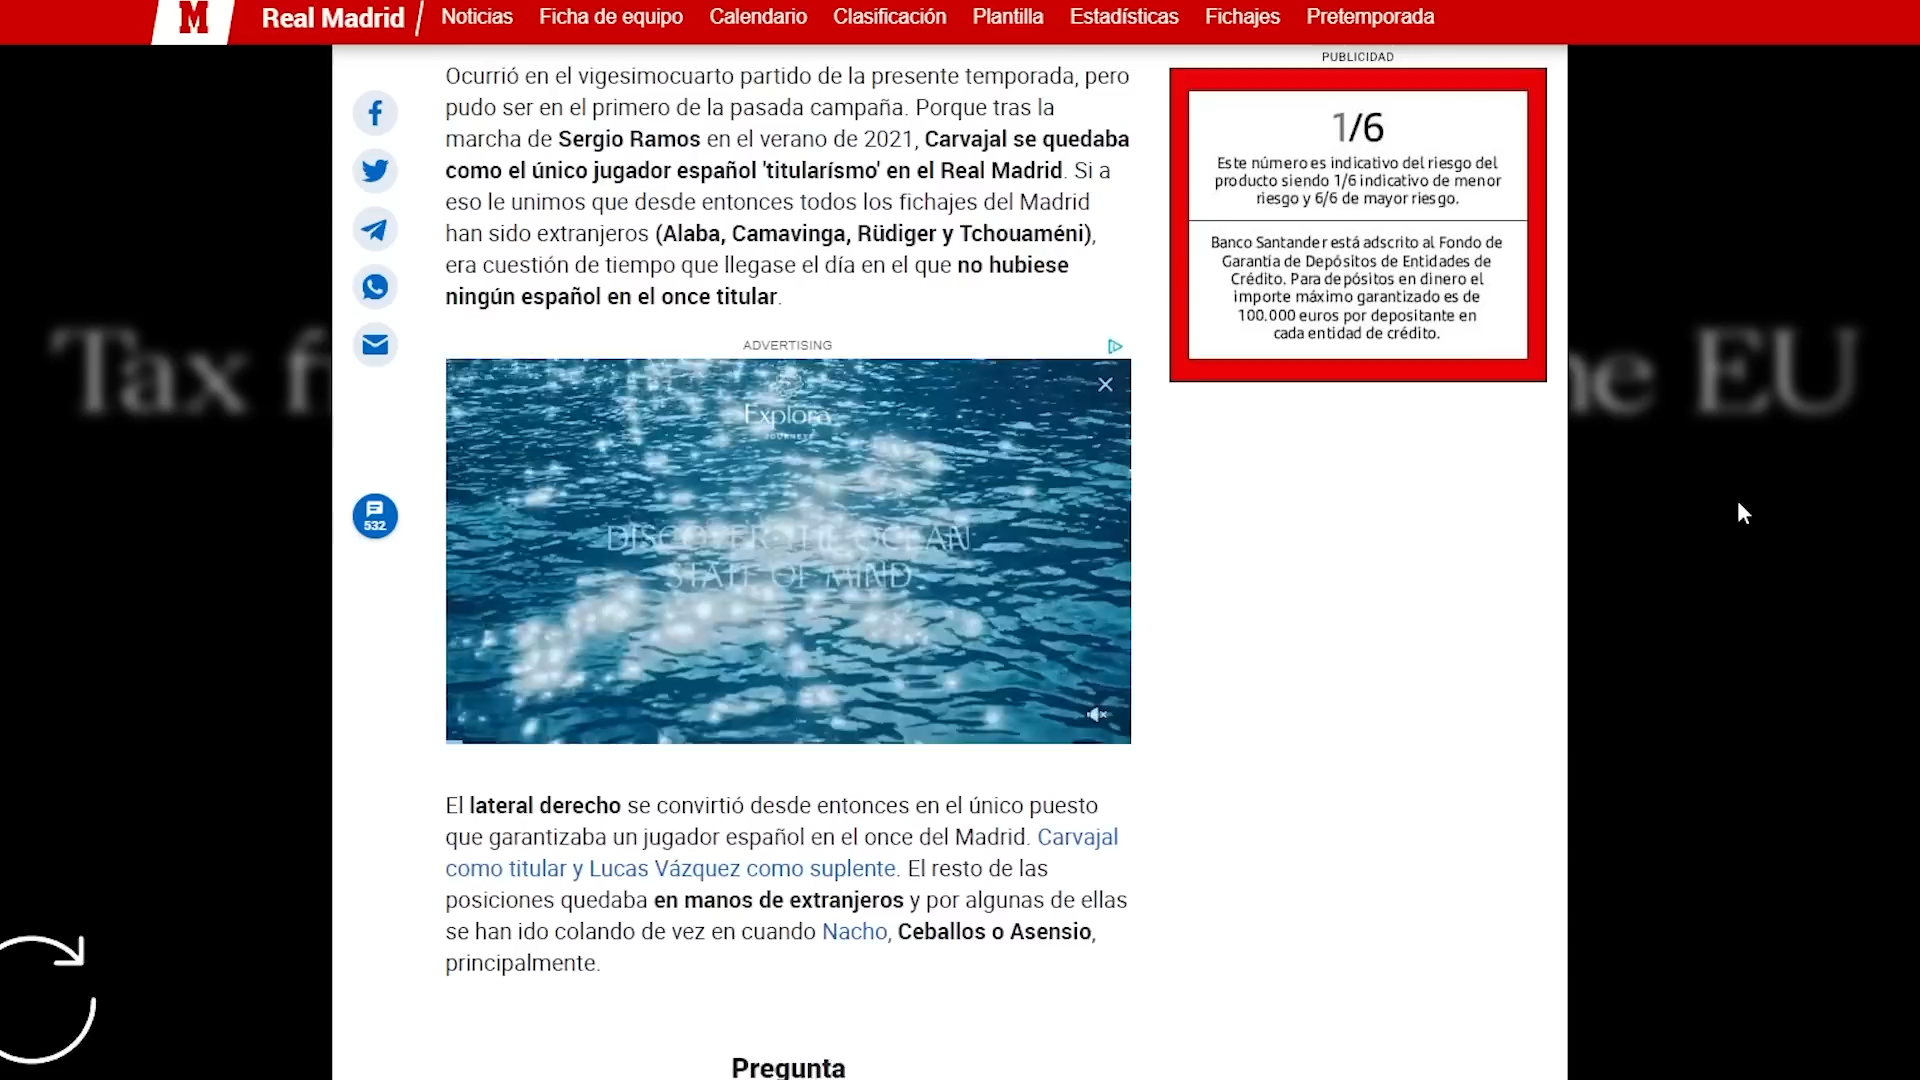 M
Real Madrid
Noticias
Ficha de equipo
Calendario
Clasificación
Plantilla
Estadísticas
Fichajes
Pretemporada
Ocurrió en el vigesimocuarto partido de la presente temporada, pero
pudo ser en el primero de la pasada campaña. Porque tras la
marcha de Sergio Ramos en el verano de 2021, Carvajal se quedaba
como el único jugador español 'titularísmo' en el Real Madrid. Si a
eso le unimos que desde entonces todos los fichajes del Madrid
han sido extranjeros (Alaba, Camavinga, Rüdiger y Tchouaméni),
era cuestión de tiempo que llegase el día en el que no hubiese
ningún español en el once titular.
PUBLICIDAD
1/6
Este número es indicativo del riesgo del
producto siendo 1/6 indicativo de menor
riesgo y 6/6 de mayor riesgo.
Banco Santander está adscrito al Fondo de
Garantía de Depósitos de Entidades de
Crédito. Para depósitos en dinero el
importe máximo garantizado es de
100.000 euros por depositante en
cada entidad de crédito.
Tax
EU
532
ADVERTISING
Explora
JOURNEYS
DISCOVER THE OCEAN
STATE OF MIND
El lateral derecho se convirtió desde entonces en el único puesto
que garantizaba un jugador español en el once del Madrid. Carvajal
como titular y Lucas Vázquez como suplente. El resto de las
posiciones quedaba en manos de extranjeros y por algunas de ellas
se han ido colando de vez en cuando Nacho, Ceballos o Asensio,
principalmente.
Pregunta